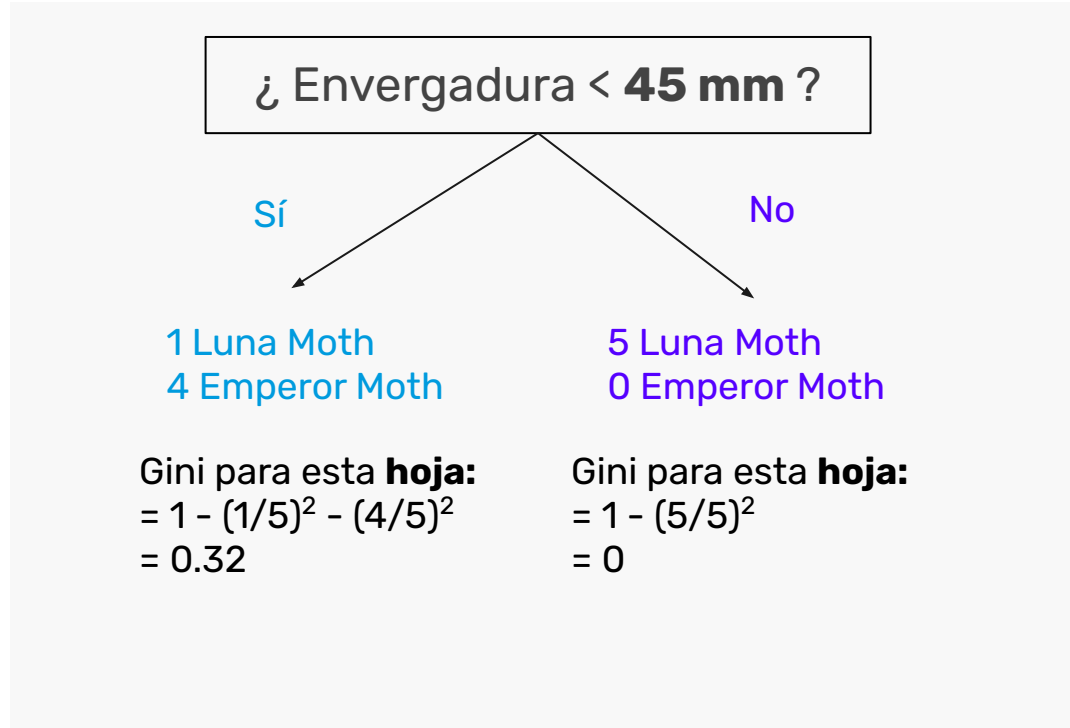 ¿ Envergadura < 45 mm ?
Sí
No
1 Luna Moth
4 Emperor Moth
5 Luna Moth
0 Emperor Moth
Gini para esta hoja:
= 1 - (1/5)² - (4/5)²
= 0.32
Gini para esta hoja:
= 1 - (5/5)²
= 0